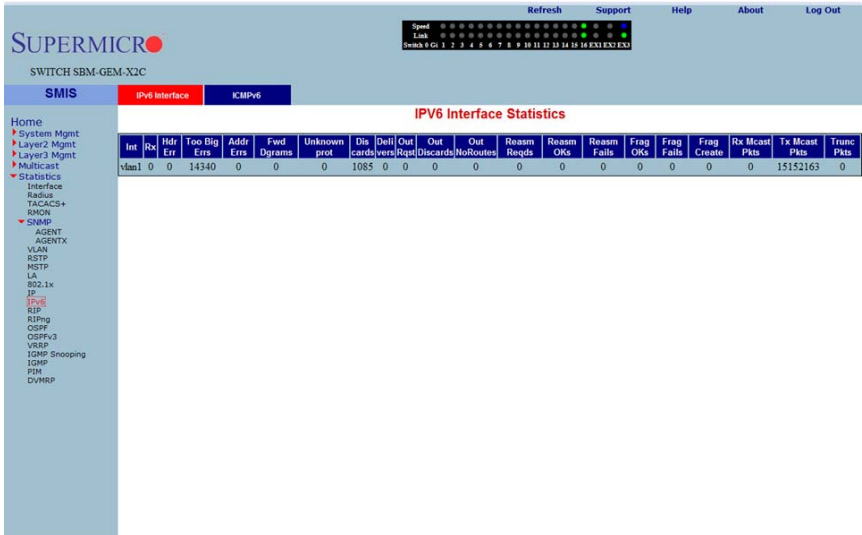 Refresh Support Help About Log Out
SUPERMICRO
SWITCH SBM-GEM-X2C
Speed
Link
Switch 0 Gi 1 2 3 4 5 6 7 8 9 10 11 12 13 14 15 16 EX1 EX2 EX3
SMIS
IPv6 Interface ICMPv6
IPV6 Interface Statistics
Home
System Mgmt
Layer2 Mgmt
Layer3 Mgmt
Multicast
Statistics
Interface
Radius
TACACS+
RMON
SNMP
AGENT
AGENTX
VLAN
RSTP
MSTP
LA
802.1x
IP
IPv6
RIP
RIPng
OSPF
OSPFv3
VRRP
IGMP Snooping
IGMP
PIM
DVMRP
Int Rx Hdr Err Too Big Errs Addr Errs Fwd Dgrams Unknown prot Dis cards Deli vers Out Rqst Out Discards Out NoRoutes Reasm Reqds Reasm OKs Reasm Fails Frag OKs Frag Fails Frag Create Rx Mcast Pkts Tx Mcast Pkts Trunc Pkts
vlan1 0 0 14340 0 0 0 1085 0 0 0 0 0 0 0 0 0 0 0 15152163 0